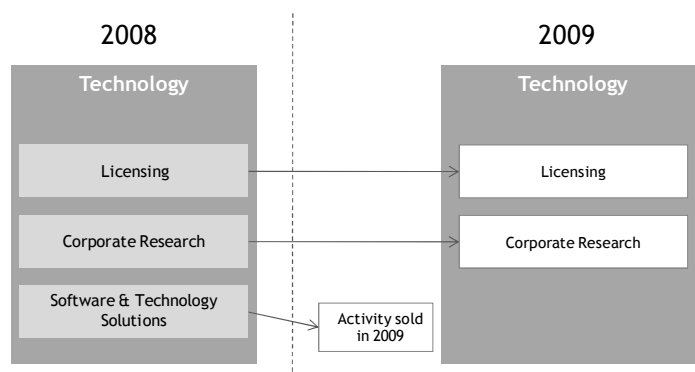 2008
2009
Technology
Technology
Licensing
Licensing
Corporate Research
Corporate Research
Software & Technology
Solutions
Activity sold
in 2009